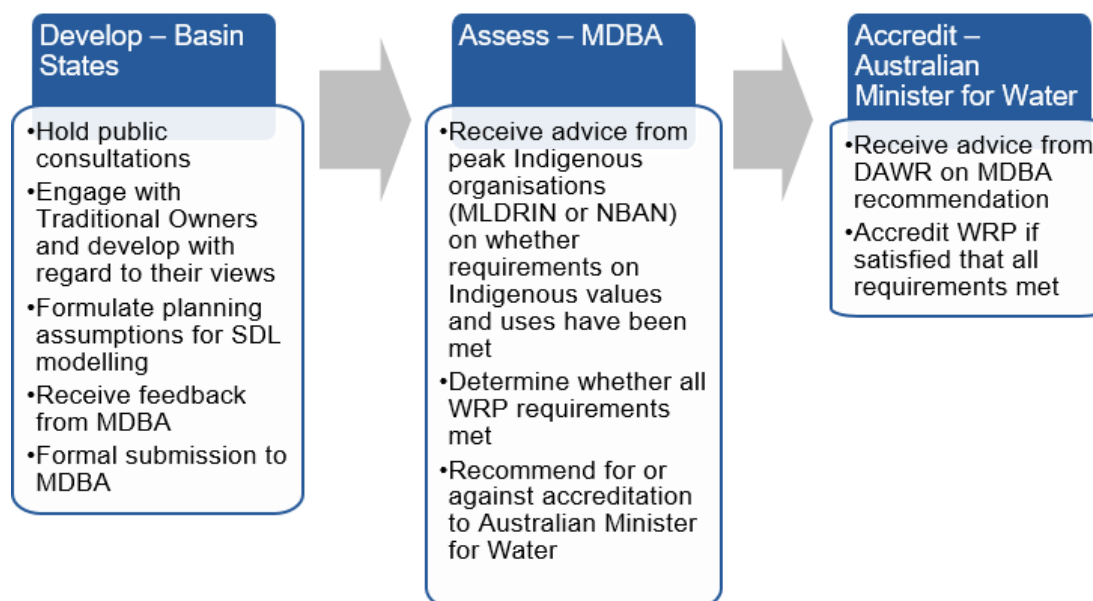 Develop – Basin
States
•Hold public
consultations
•Engage with
Traditional Owners
and develop with
regard to their views
•Formulate planning
assumptions for SDL
modelling
•Receive feedback
from MDBA
•Formal submission to
MDBA
Assess – MDBA
•Receive advice from
peak Indigenous
organisations
(MLDRIN or NBAN)
on whether
requirements on
Indigenous values
and uses have been
met
•Determine whether all
WRP requirements
met
•Recommend for or
against accreditation
to Australian Minister
for Water
Accredit –
Australian
Minister for Water
•Receive advice from
DAWR on MDBA
recommendation
•Accredit WRP if
satisfied that all
requirements met